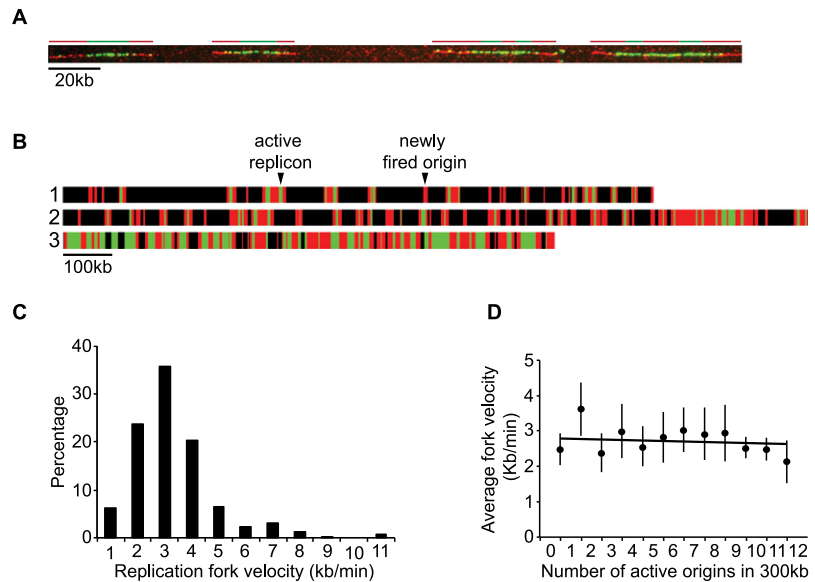 A
20kb
B
active
replicon
newly
fired origin
1
2
3
100kb
C
40
30
20
10
0
Percentage
1 2 3 4 5 6 7 8 9 10 11
Replication fork velocity (kb/min)
D
5
4
3
2
1
0
Average fork velocity
(Kb/min)
0 1 2 3 4 5 6 7 8 9 10 11 12
Number of active origins in 300kb